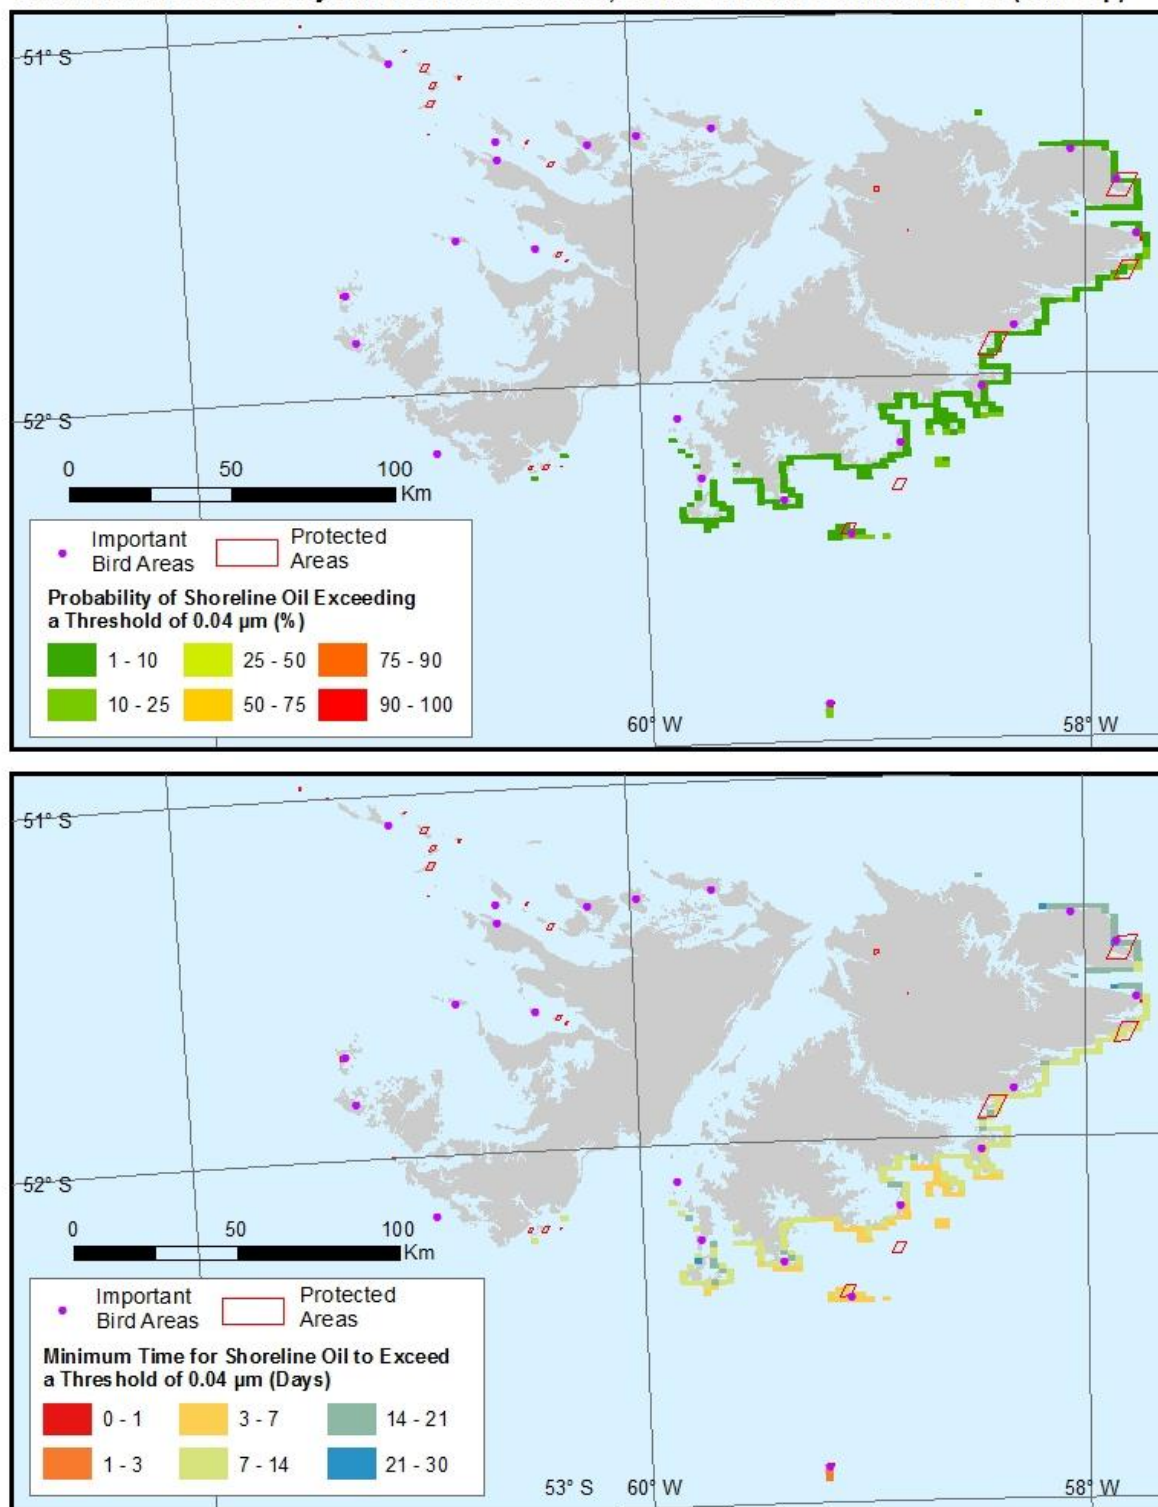 51° S
52° S
0 50 100
Km
Important
Bird Areas
Protected
Areas
Probability of Shoreline Oil Exceeding
a Threshold of 0.04 µm (%)
1 - 10 25 - 50 75 - 90
10 - 25 50 - 75 90 - 100
60° W 58° W
51° S
52° S
0 50 100
Km
Important
Bird Areas
Protected
Areas
Minimum Time for Shoreline Oil to Exceed
a Threshold of 0.04 µm (Days)
0 - 1 3 - 7 14 - 21
1 - 3 7 - 14 21 - 30
53° S 60° W 58° W